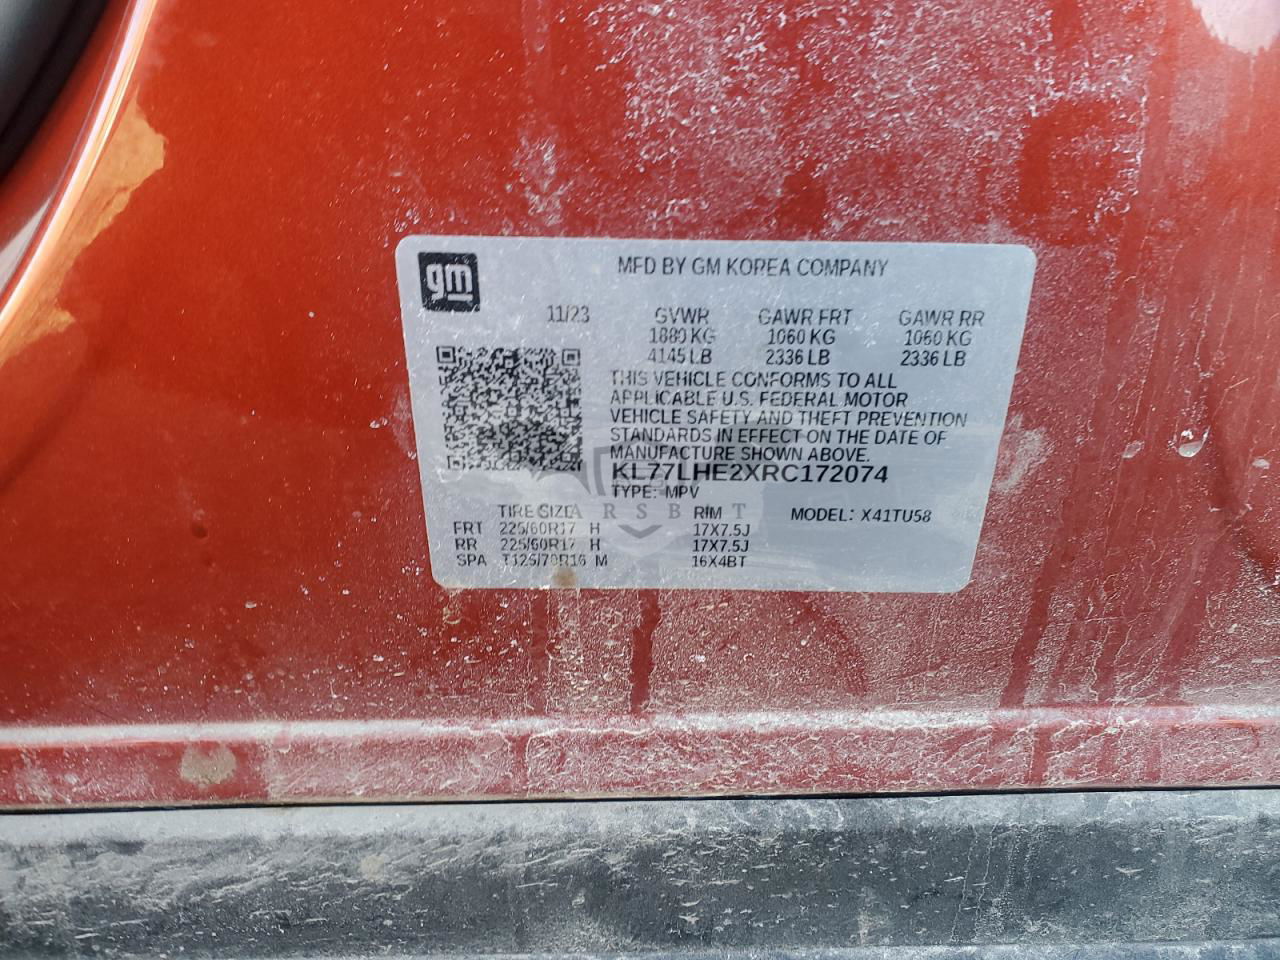 gm
MFD BY GM KOREA COMPANY
11/23 GVWR GAWR FRT GAWR RR
1880 KG 1060 KG 1060 KG
4145 LB 2336 LB 2336 LB
THIS VEHICLE CONFORMS TO ALL
APPLICABLE U.S. FEDERAL MOTOR
VEHICLE SAFETY AND THEFT PREVENTION
STANDARDS IN EFFECT ON THE DATE OF
MANUFACTURE SHOWN ABOVE.
KL77LHE2XRC172074
TYPE: MPV
ARSBIT
TIRE SIZE RIM MODEL: X41TU58
FRT 225/60R17 H 17X7.5J
RR 225/60R17 H 17X7.5J
SPA T125/70R16 M 16X4BT